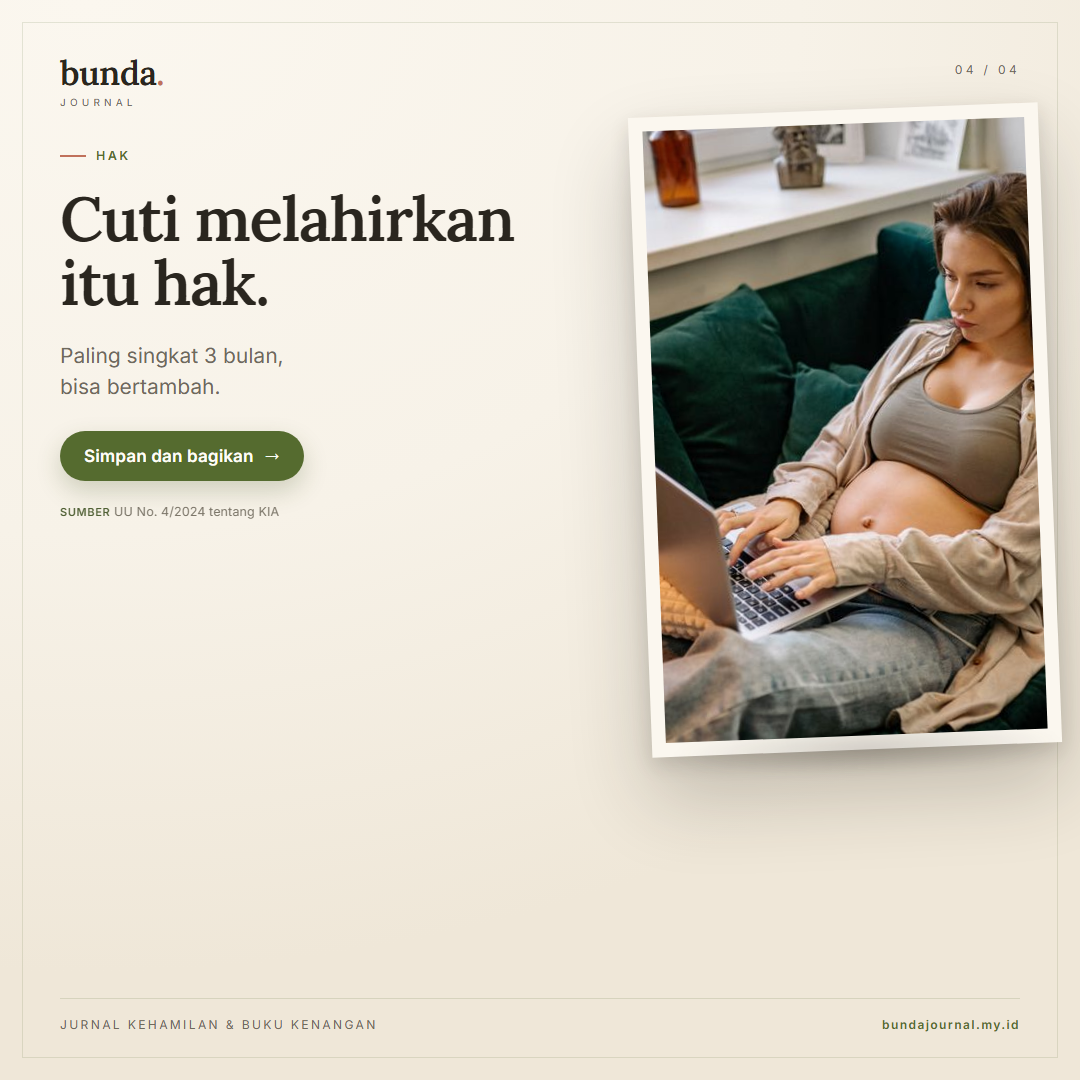 bunda.
JOURNAL
04 / 04
HAK
Cuti melahirkan
itu hak.
Paling singkat 3 bulan,
bisa bertambah.
Simpan dan bagikan →
SUMBER UU No. 4/2024 tentang KIA
JURNAL KEHAMILAN & BUKU KENANGAN
bundajournal.my.id